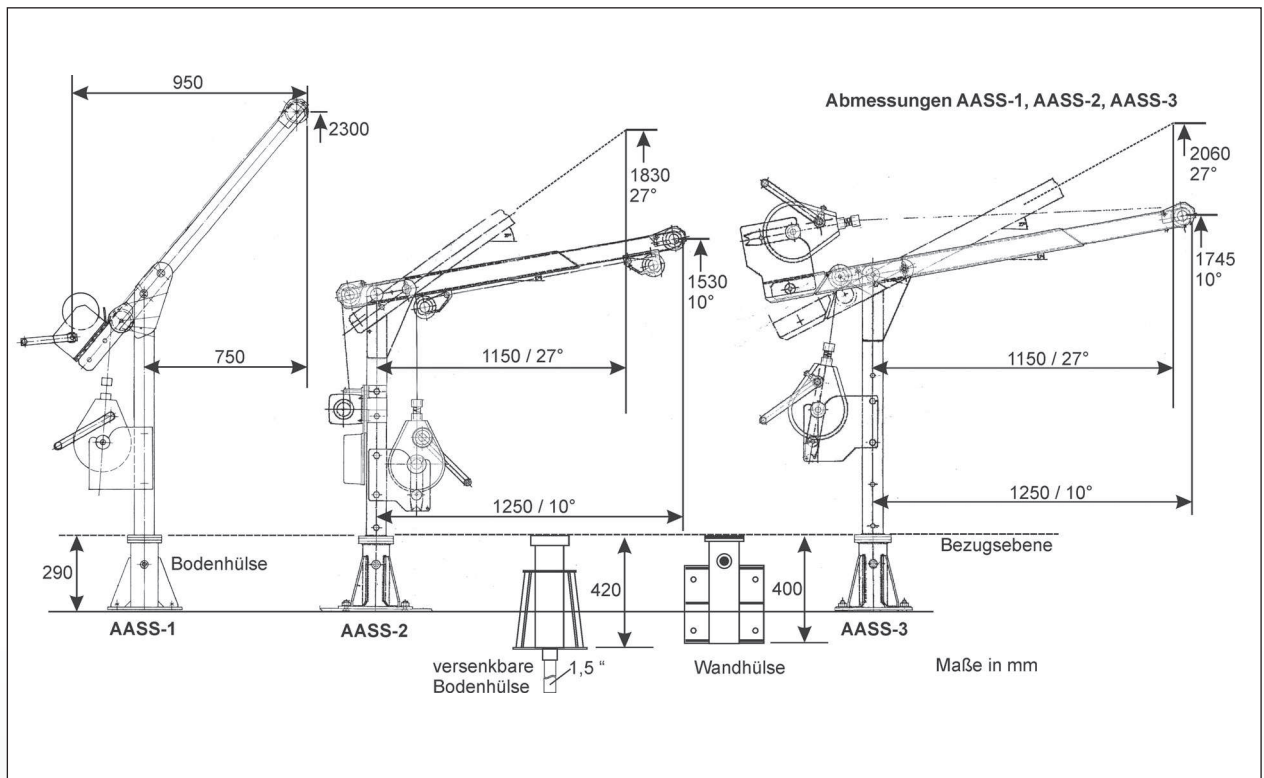 950
Abmessungen AASS-1, AASS-2, AASS-3
2300
1830
27°
2060
27°
1530
10°
1745
10°
750
1150 / 27°
1150 / 27°
1250 / 10°
1250 / 10°
Bezugsebene
290
Bodenhülse
420
400
AASS-1
AASS-2
AASS-3
versenkbare
Bodenhülse
1,5 “
Wandhülse
Maße in mm